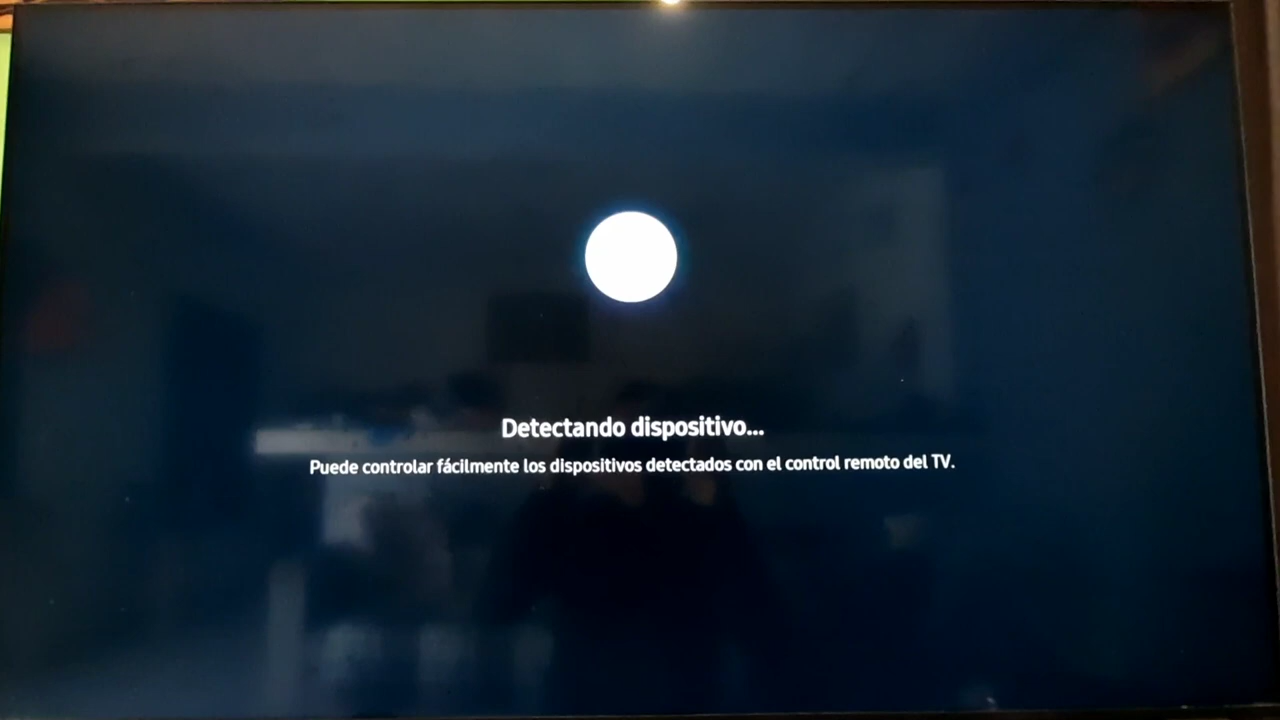 Detectando dispositivo...
Puede controlar fácilmente los dispositivos detectados con el control remoto del TV.